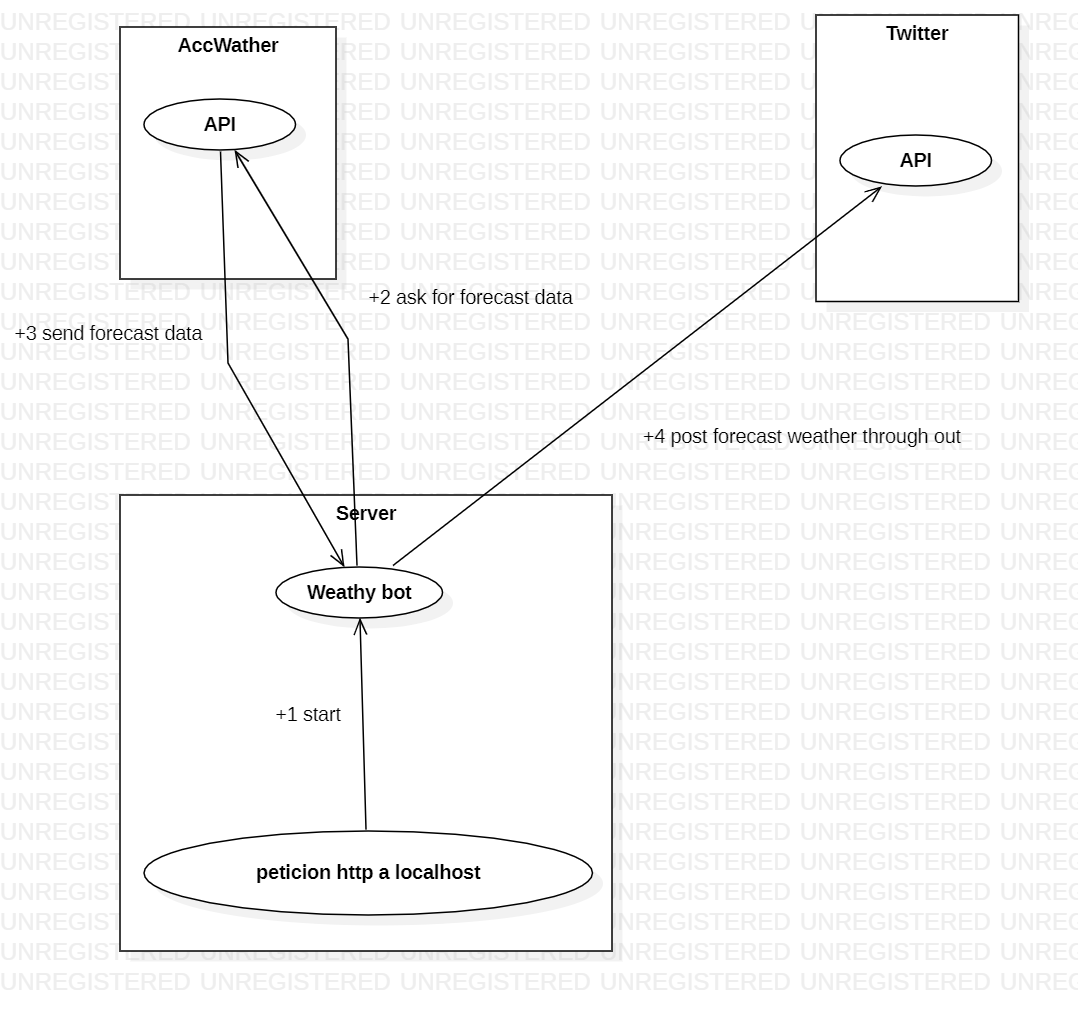 AccWather
Twitter
API
API
+2 ask for forecast data
+3 send forecast data
+4 post forecast weather through out
Server
Weathy bot
+1 start
peticion http a localhost
UNREGISTERED